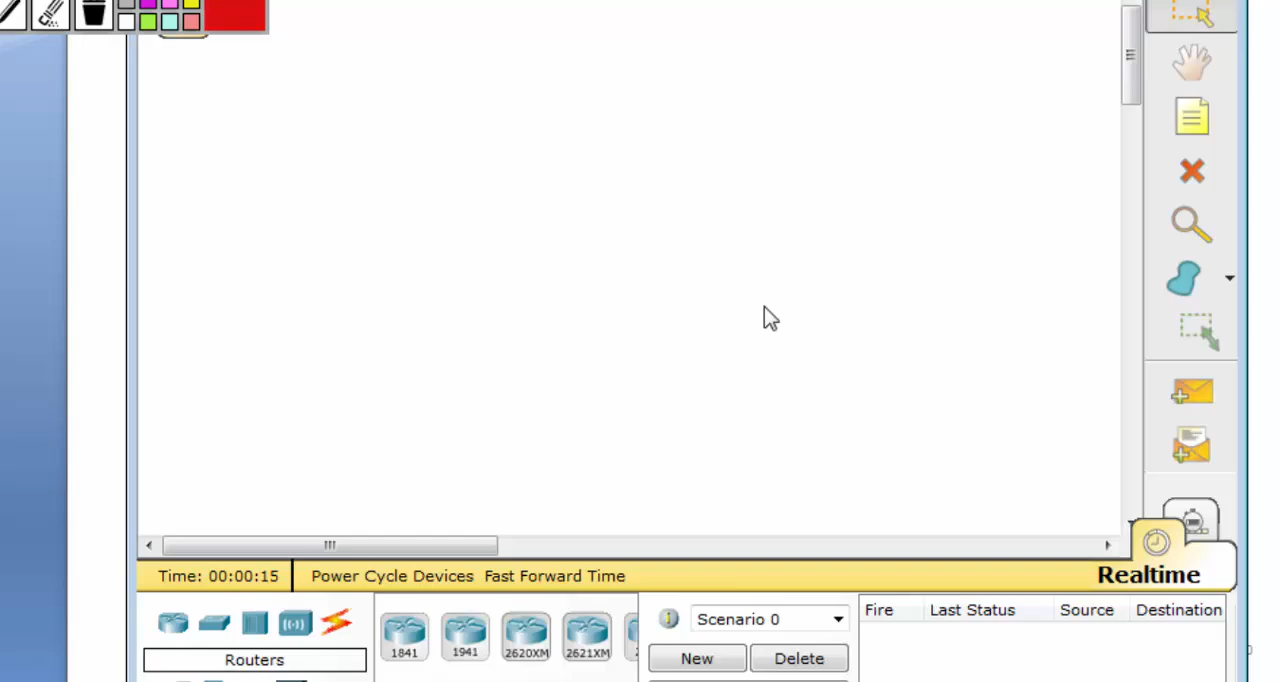 Time: 00:00:15 Power Cycle Devices Fast Forward Time
Realtime
Routers
1841
1941
2620XM
2621XM
Scenario 0
New
Delete
Fire Last Status Source Destination